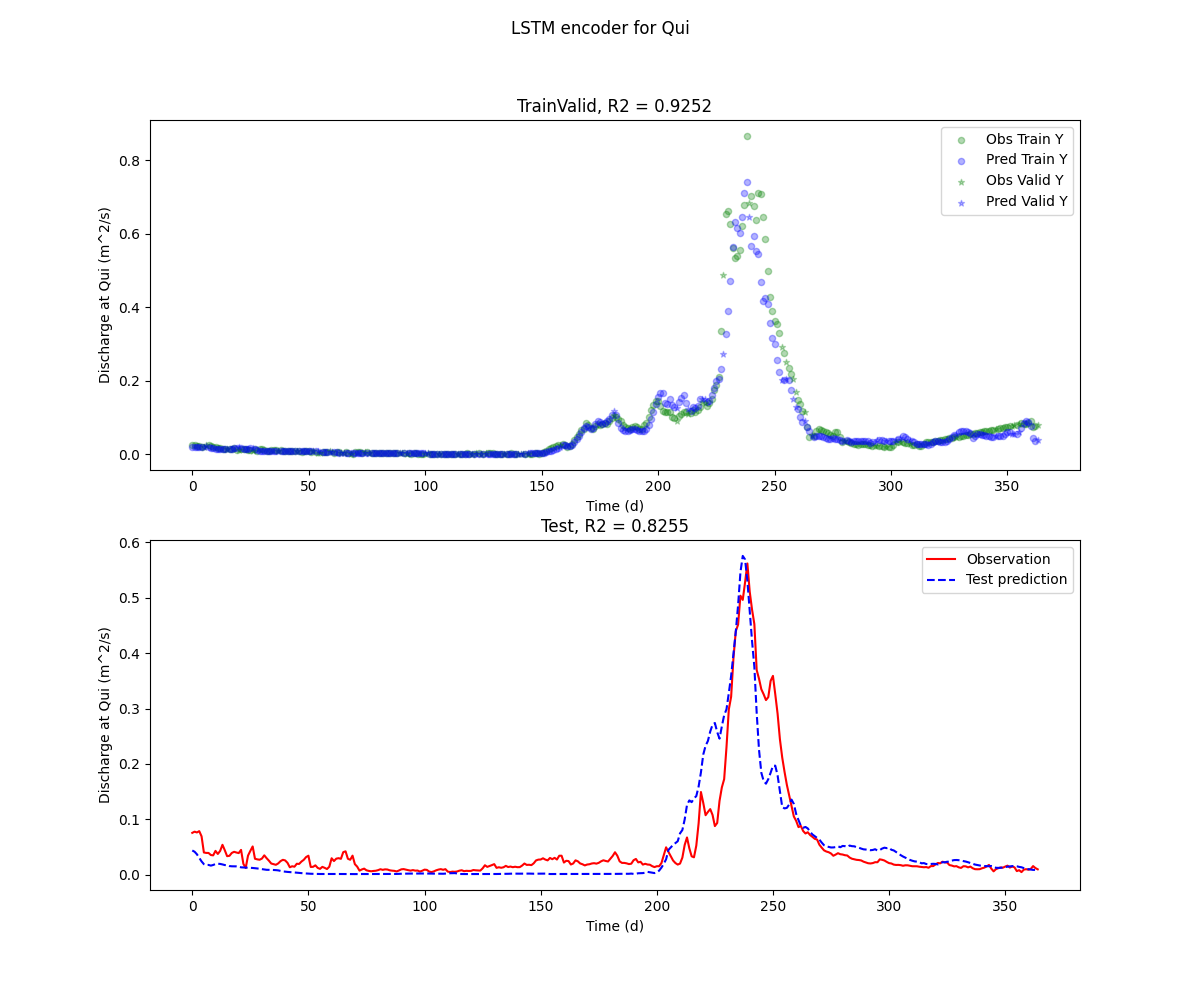 LSTM encoder for Qui
TrainValid, R2 = 0.9252
Discharge at Qui (m^2/s)
0.8
0.6
0.4
0.2
0.0
Obs Train Y
Pred Train Y
Obs Valid Y
Pred Valid Y
0 50 100 150 200 250 300 350
Time (d)
Test, R2 = 0.8255
Discharge at Qui (m^2/s)
0.6
0.5
0.4
0.3
0.2
0.1
0.0
Observation
Test prediction
0 50 100 150 200 250 300 350
Time (d)